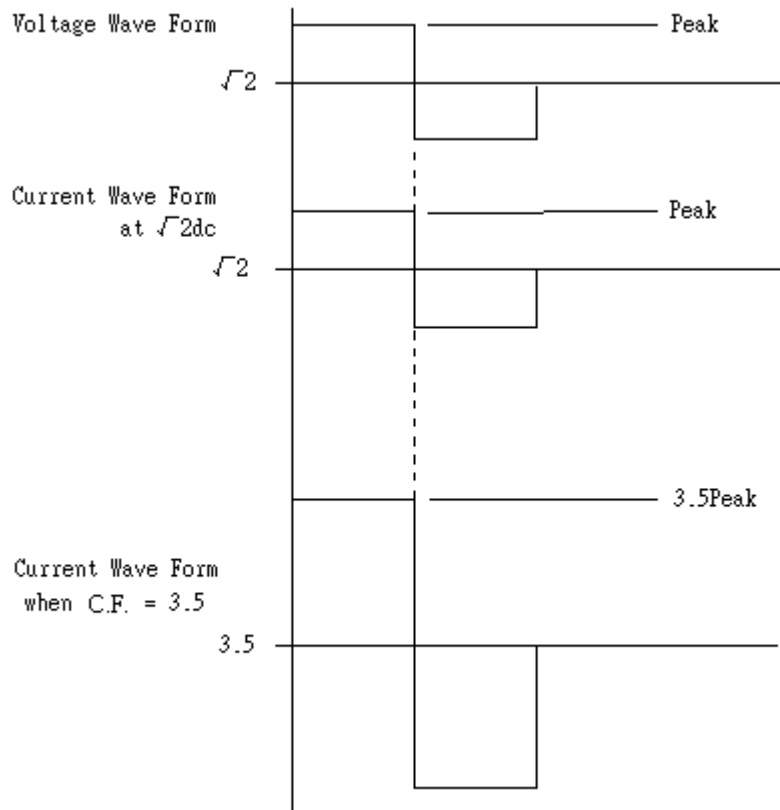 Voltage Wave Form
Peak
√2
Current Wave Form
at √2dc
Peak
√2
3.5Peak
Current Wave Form
when C.F. = 3.5
3.5